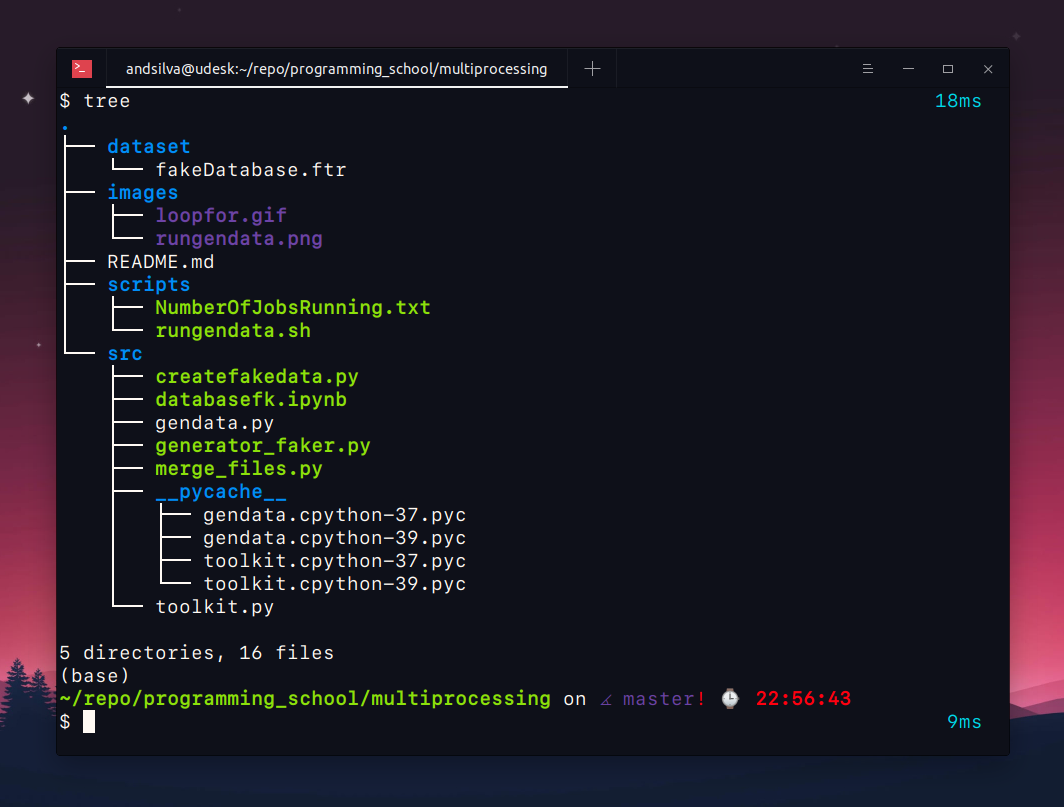 andsilva@udesk:~/repo/programming_school/multiprocessing
$ tree 18ms
.
├── dataset
│   └── fakeDatabase.ftr
├── images
│   ├── loopfor.gif
│   └── rungendata.png
├── README.md
├── scripts
│   ├── NumberOfJobsRunning.txt
│   └── rungendata.sh
└── src
    ├── createfakedata.py
    ├── databasefk.ipynb
    ├── gendata.py
    ├── generator_faker.py
    ├── merge_files.py
    ├── __pycache__
    │   ├── gendata.cpython-37.pyc
    │   ├── gendata.cpython-39.pyc
    │   ├── toolkit.cpython-37.pyc
    │   └── toolkit.cpython-39.pyc
    └── toolkit.py
5 directories, 16 files
(base)
~/repo/programming_school/multiprocessing on master! 22:56:43
$ 9ms